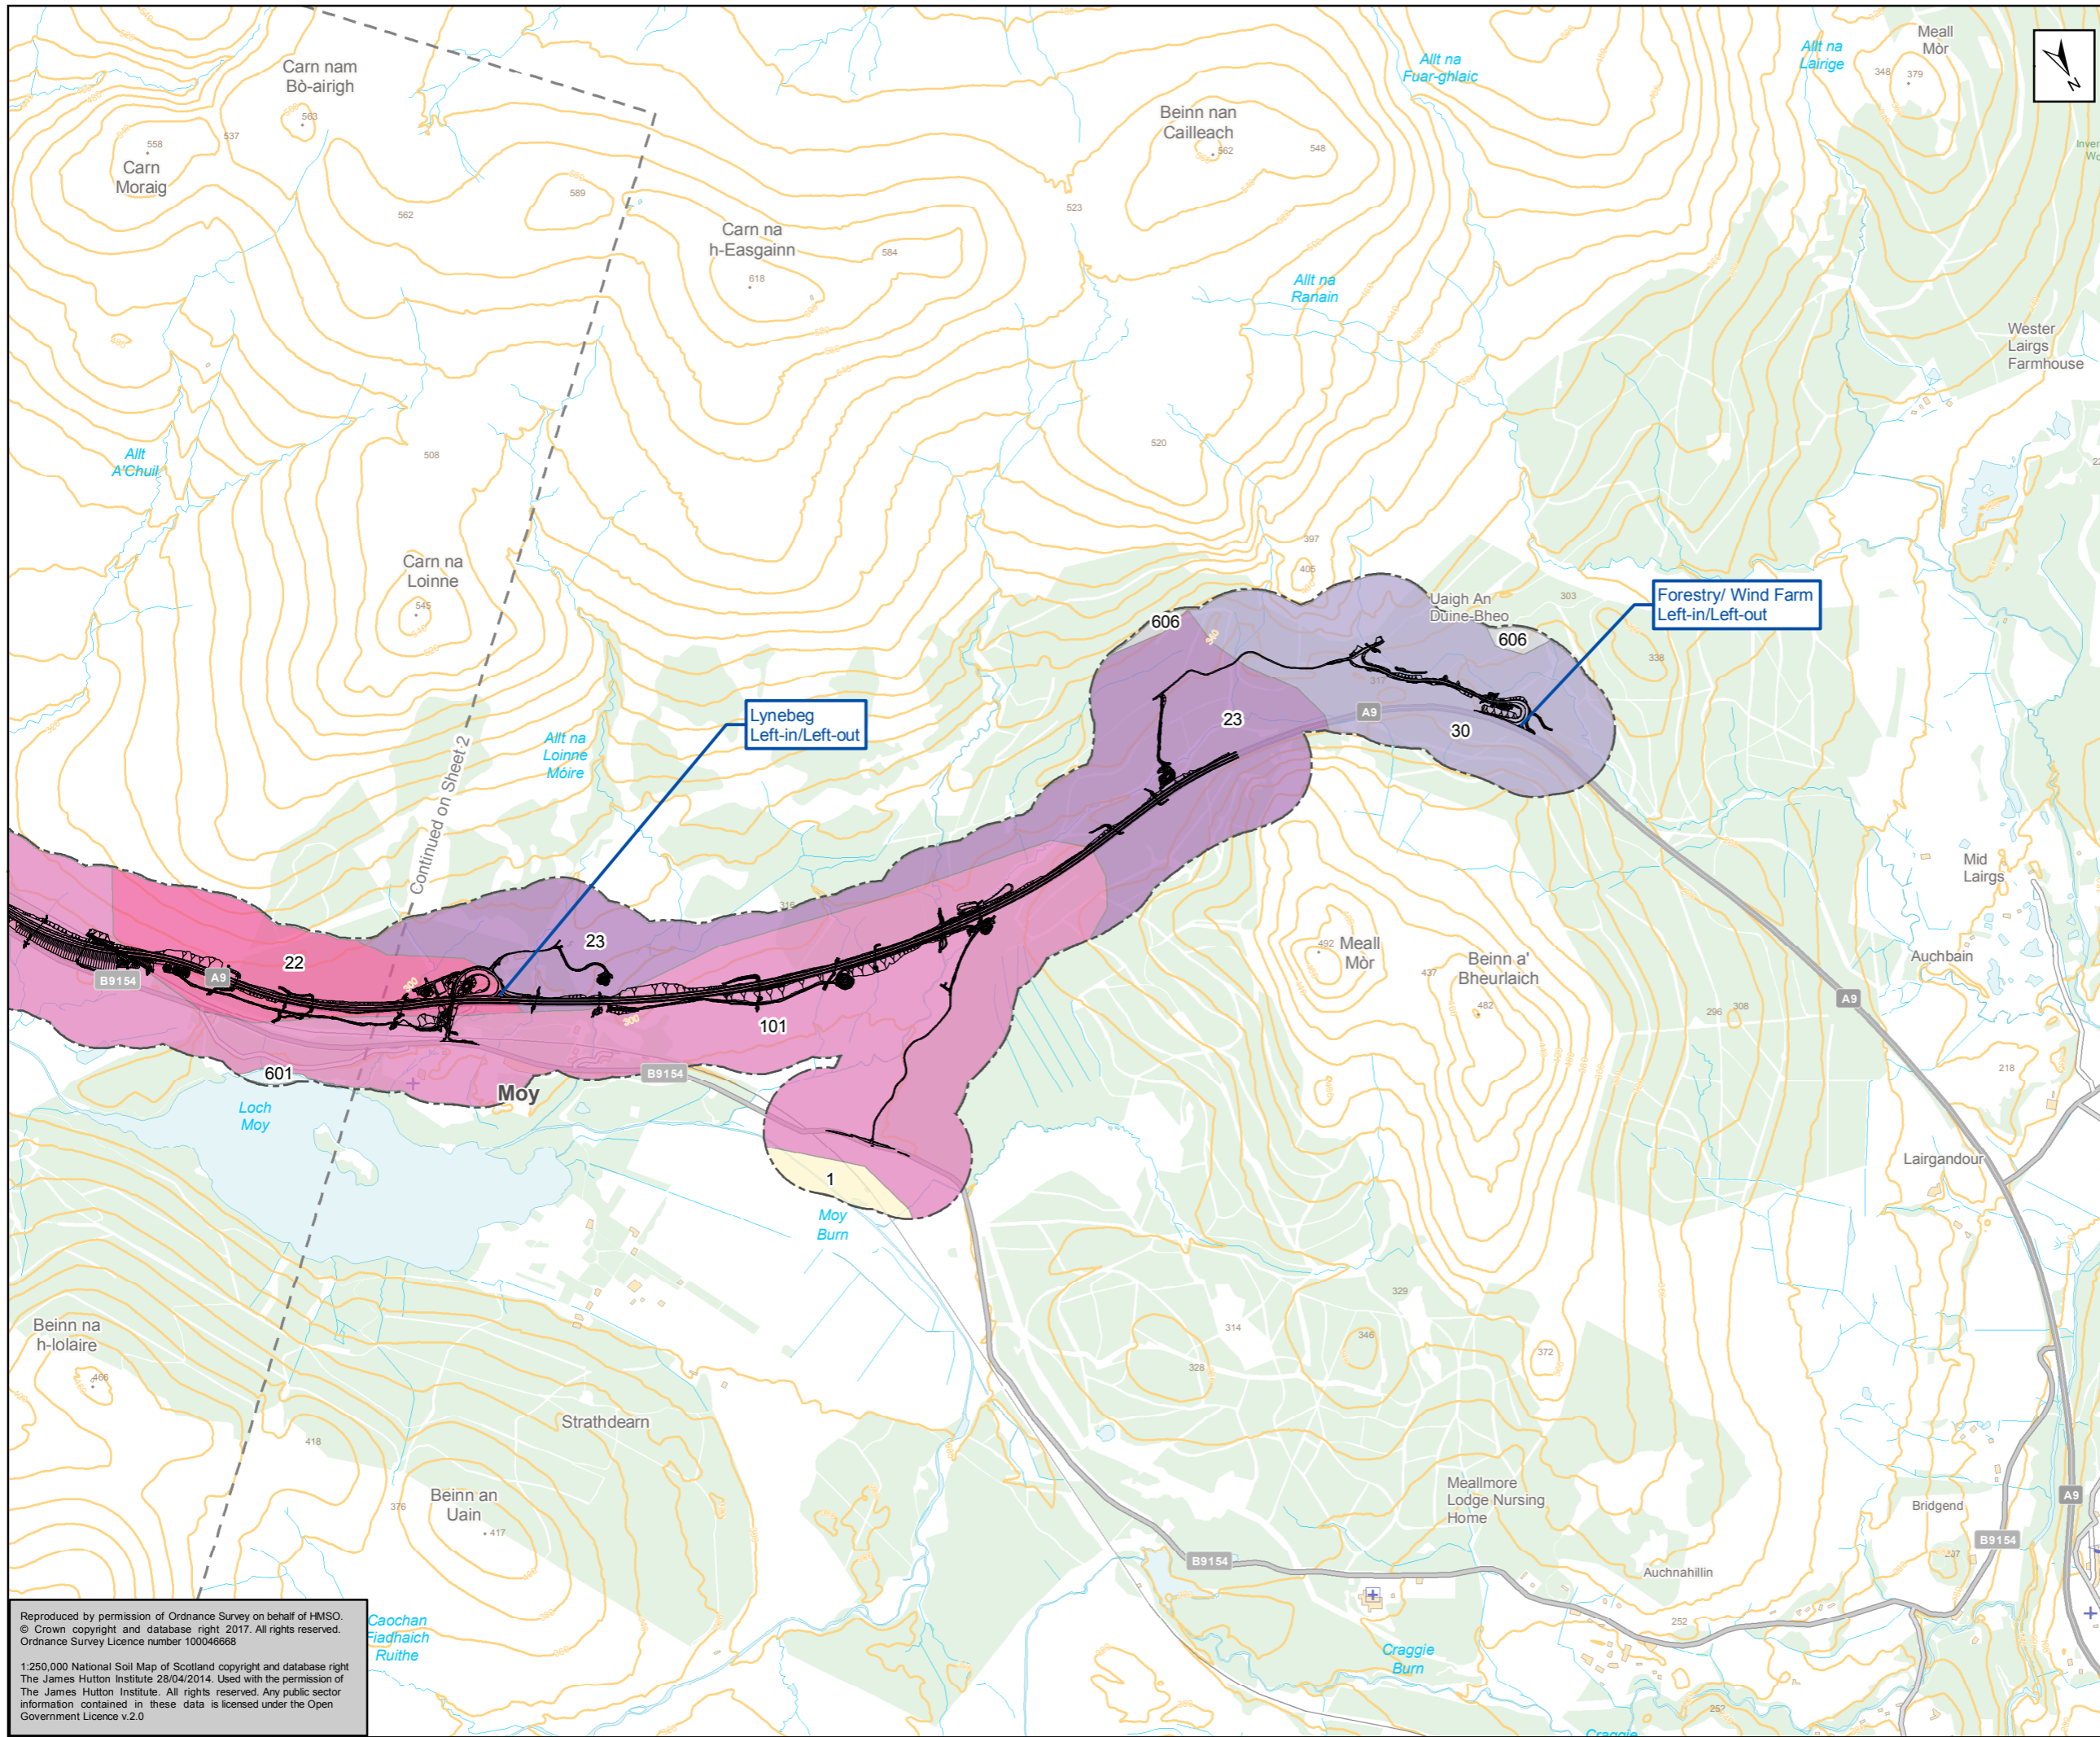 Carn nam
Bò-airigh
563
558
537
Carn
Moraig
562
589
Carn na
h-Easgainn
584
618
Beinn nan
Cailleach
562
548
523
Allt na
Fuar-ghlaic
Allt na
Lairige
Meall
Mòr
348
379
N
Allt na
Ranain
Wester
Lairgs
Farmhouse
520
508
Allt
A'Chuil
Carn na
Loinne
545
397
405
Uaigh An
Duine-Bheo
303
Forestry/ Wind Farm
Left-in/Left-out
606
340
606
338
317
Lynebeg
Left-in/Left-out
Allt na
Loinne
Móire
Continued on Sheet 2
23
A9
30
316
Mid
Lairgs
23
22
300
B9154
A9
492
Meall
Mòr
437
Beinn a'
Bheurlaich
482
Auchbain
A9
296
308
300
101
601
Moy
B9154
218
Loch
Moy
1
Moy
Burn
Lairgandour
Beinn na
h-Iolaire
466
329
314
346
328
372
Strathdearn
418
376
Beinn an
Uain
417
Meallmore
Lodge Nursing
Home
A9
Bridgend
B9154
237
B9154
Auchnahillin
252
Caochan
Fiadhaich
Ruithe
Craggie
Burn
252
Craggie
Reproduced by permission of Ordnance Survey on behalf of HMSO.
© Crown copyright and database right 2017. All rights reserved.
Ordnance Survey Licence number 100046668
1:250,000 National Soil Map of Scotland copyright and database right
The James Hutton Institute 28/04/2014. Used with the permission of
The James Hutton Institute. All rights reserved. Any public sector
information contained in these data is licensed under the Open
Government Licence v.2.0